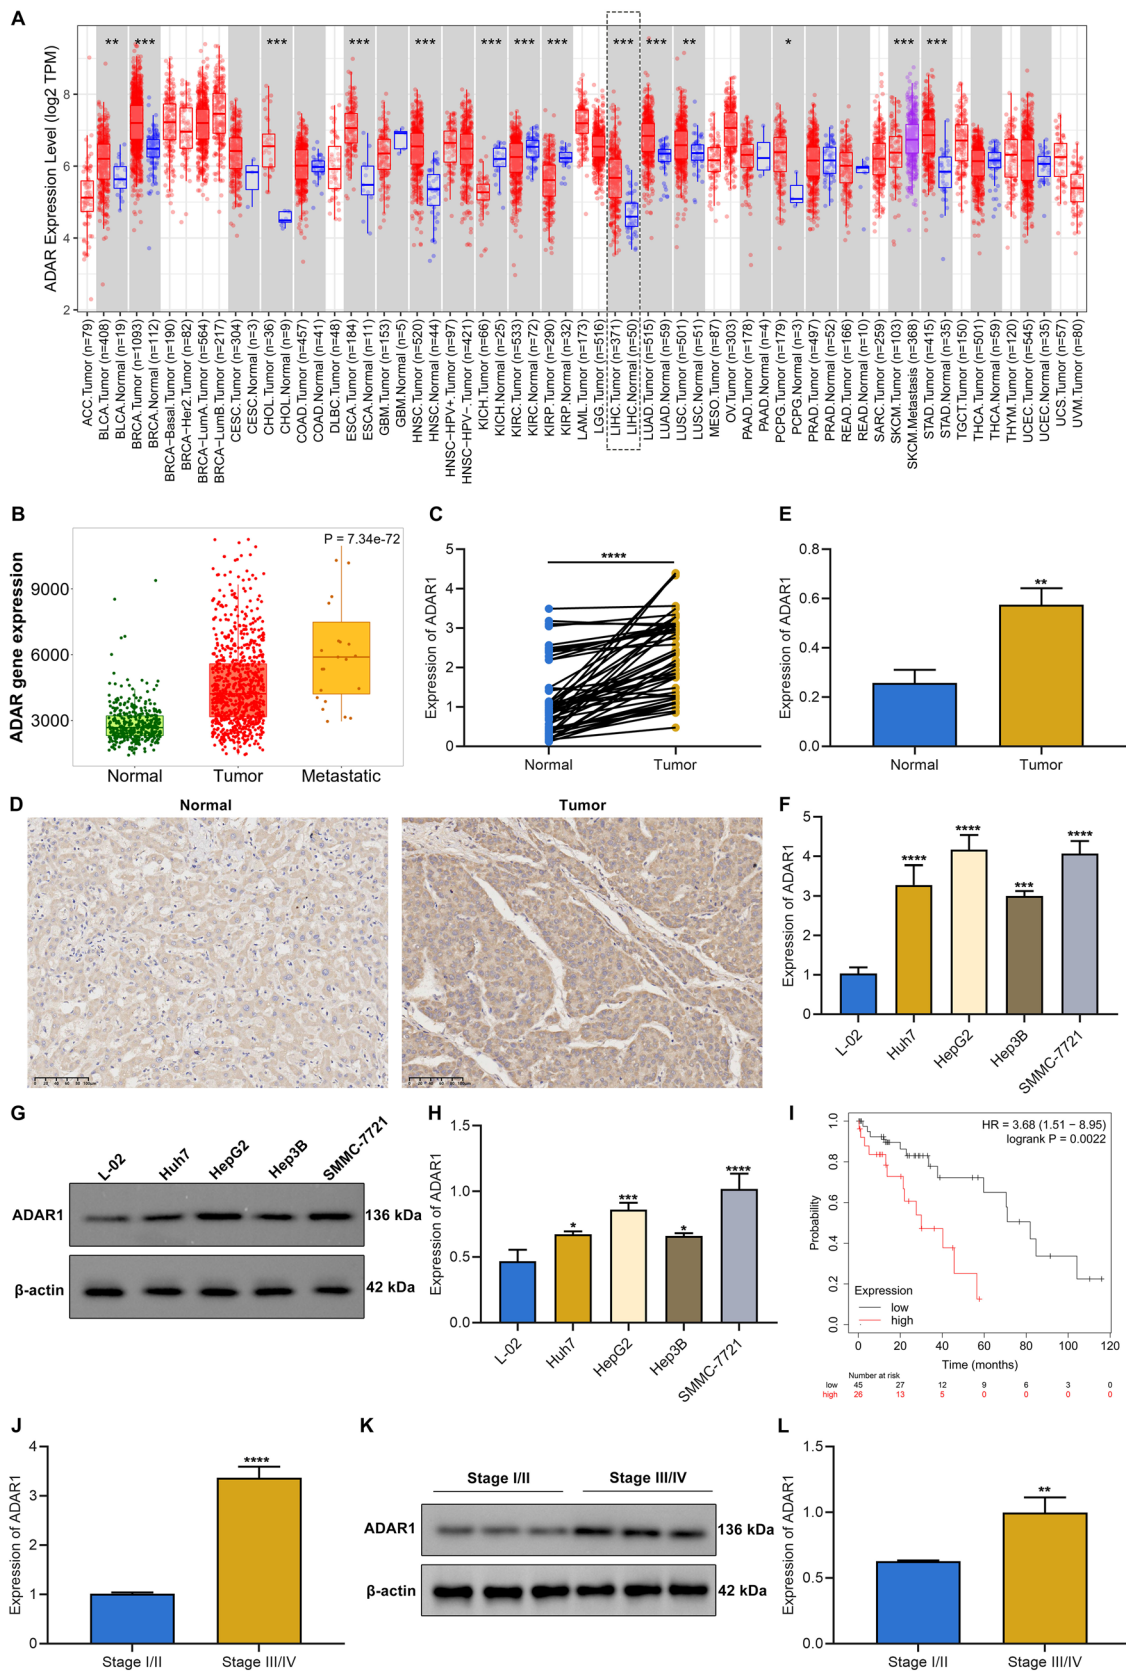 A
ADAR Expression Level (log2 TPM)
8
6
4
2
** *** *** *** *** *** *** *** *** *** ** * *** ***
ACC.Tumor (n=79)
BLCA.Tumor (n=408)
BLCA.Normal (n=19)
BRCA.Tumor (n=1093)
BRCA.Normal (n=112)
BRCA−Basal.Tumor (n=190)
BRCA−Her2.Tumor (n=82)
BRCA−LumA.Tumor (n=564)
BRCA−LumB.Tumor (n=217)
CESC.Tumor (n=304)
CESC.Normal (n=3)
CHOL.Tumor (n=36)
CHOL.Normal (n=9)
COAD.Tumor (n=457)
COAD.Normal (n=41)
DLBC.Tumor (n=48)
ESCA.Tumor (n=184)
ESCA.Normal (n=11)
GBM.Tumor (n=153)
GBM.Normal (n=5)
HNSC.Tumor (n=520)
HNSC.Normal (n=44)
HNSC−HPV+.Tumor (n=97)
HNSC−HPV−.Tumor (n=421)
KICH.Tumor (n=66)
KICH.Normal (n=25)
KIRC.Tumor (n=533)
KIRC.Normal (n=72)
KIRP.Tumor (n=290)
KIRP.Normal (n=32)
LAML.Tumor (n=173)
LGG.Tumor (n=516)
LIHC.Tumor (n=371)
LIHC.Normal (n=50)
LUAD.Tumor (n=515)
LUAD.Normal (n=59)
LUSC.Tumor (n=501)
LUSC.Normal (n=51)
MESO.Tumor (n=87)
OV.Tumor (n=303)
PAAD.Tumor (n=178)
PAAD.Normal (n=4)
PCPG.Tumor (n=179)
PCPG.Normal (n=3)
PRAD.Tumor (n=497)
PRAD.Normal (n=52)
READ.Tumor (n=166)
READ.Normal (n=10)
SARC.Tumor (n=259)
SKCM.Tumor (n=103)
SKCM.Metastasis (n=368)
STAD.Tumor (n=415)
STAD.Normal (n=35)
TGCT.Tumor (n=150)
THCA.Tumor (n=501)
THCA.Normal (n=59)
THYM.Tumor (n=120)
UCEC.Tumor (n=545)
UCEC.Normal (n=35)
UCS.Tumor (n=57)
UVM.Tumor (n=80)
B
ADAR gene expression
P = 7.34e-72
9000
6000
3000
Normal Tumor Metastatic
C
Expression of ADAR1
****
5
4
3
2
1
0
Normal Tumor
E
Expression of ADAR1
**
0.8
0.6
0.4
0.2
0.0
Normal Tumor
D
Normal Tumor
0 20 40 60 80 100μm
0 20 40 60 80 100μm
F
Expression of ADAR1
5
4
3
2
1
0
**** **** *** ****
L-02 Huh7 HepG2 Hep3B SMMC-7721
G
L-02 Huh7 HepG2 Hep3B SMMC-7721
ADAR1 136 kDa
β-actin 42 kDa
H
Expression of ADAR1
1.5
1.0
0.5
0.0
* *** * ****
L-02 Huh7 HepG2 Hep3B SMMC-7721
I
HR = 3.68 (1.51 − 8.95)
logrank P = 0.0022
Probability
1.0
0.8
0.6
0.4
0.2
0.0
Expression
low
high
0 20 40 60 80 100 120
Time (months)
Number at risk
low 45 27 12 9 6 3 0
high 26 13 5 0 0 0 0
J
Expression of ADAR1
****
4
3
2
1
0
Stage I/II Stage III/IV
K
Stage I/II Stage III/IV
ADAR1 136 kDa
β-actin 42 kDa
L
Expression of ADAR1
**
1.5
1.0
0.5
0.0
Stage I/II Stage III/IV